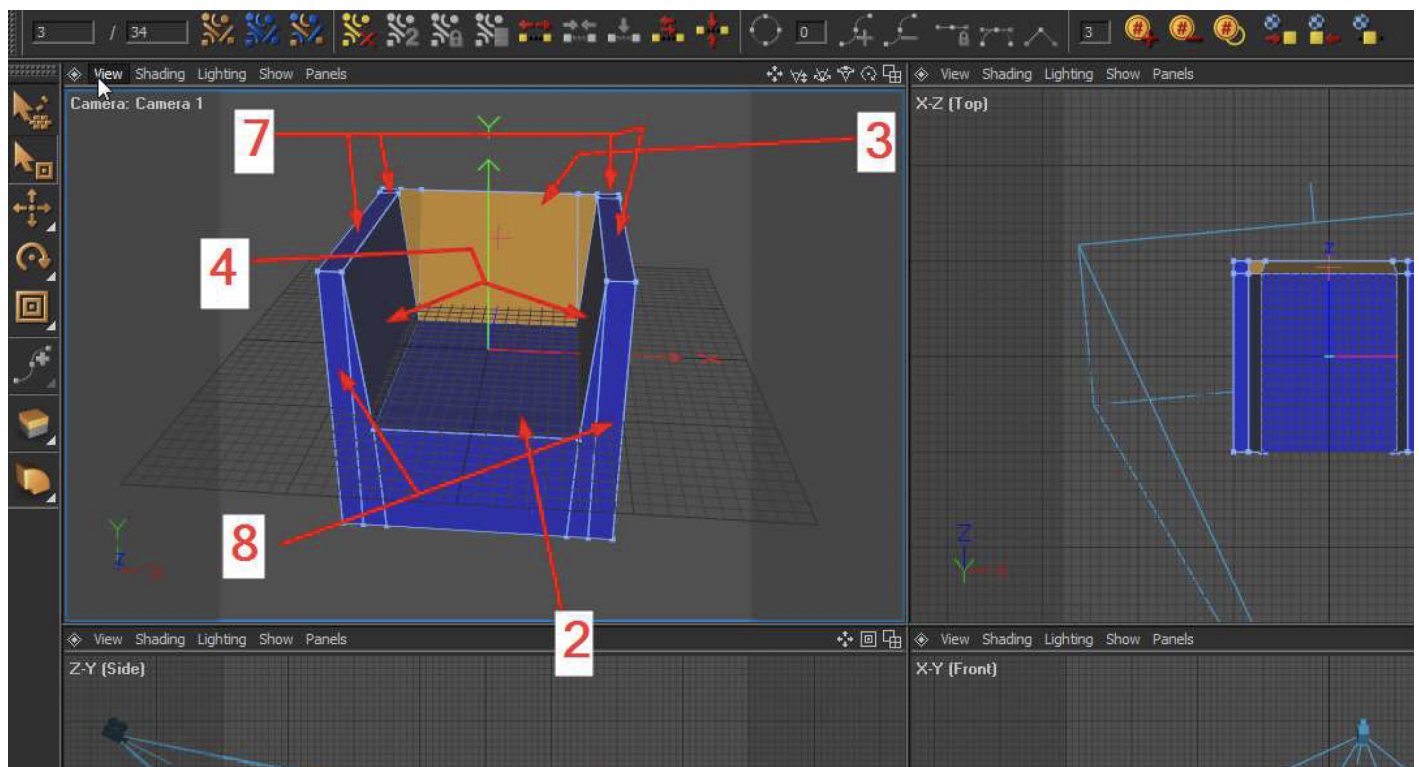 3 / 34
2
0
3
# # #
View Shading Lighting Show Panels
View Shading Lighting Show Panels
Camera: Camera 1
X-Z (Top)
Y
7
3
4
Z
X
8
2
Y
Z
X
Z
Y
X
View Shading Lighting Show Panels
View Shading Lighting Show Panels
Z-Y (Side)
X-Y (Front)